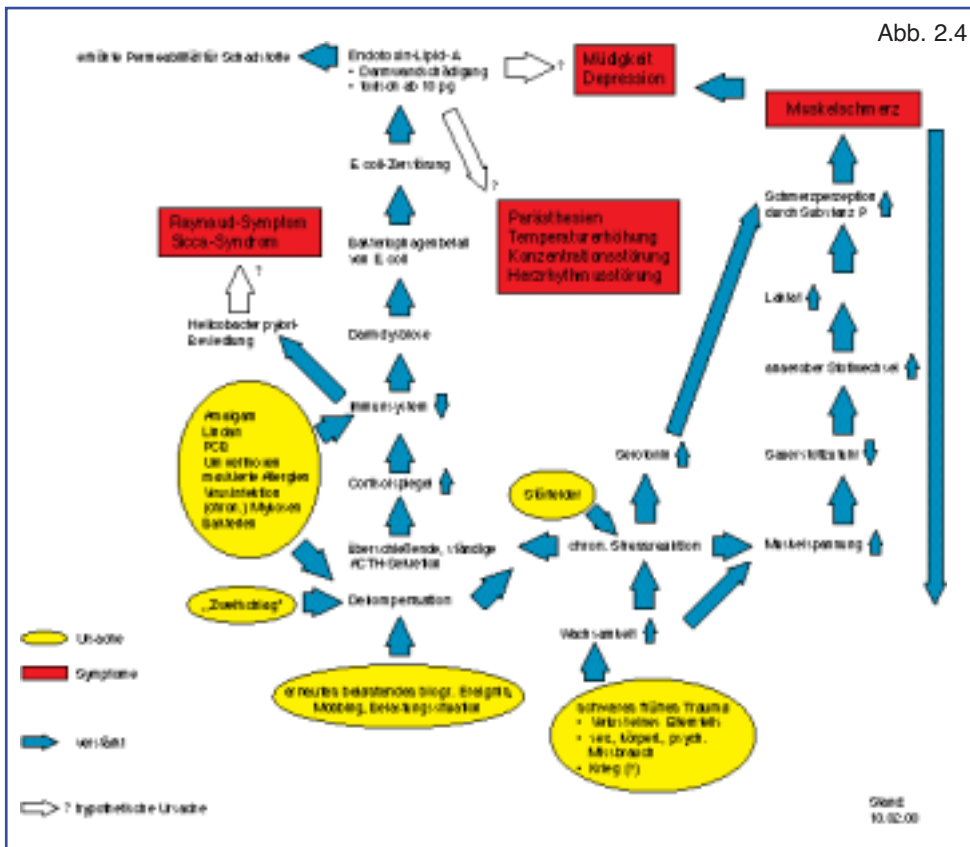 Abb. 2.4
erhöhte Permeabilität für Schadstoffe
Endotoxin-Lipid-A
• Darmwandschädigung
• toxisch ab 10 pg
?
Müdigkeit
Depression
Muskelschmerz
?
E. coli-Zerstörung
Schmerzperzeption
durch Substanz P
Raynaud-Symptom
Sicca-Syndrom
Parästhesien
Temperaturerhöhung
Konzentrationsstörung
Herzrhythmusstörung
Bakteriophagenbefall
von E. coli
?
Laktat
Helicobacter pylori-
Besiedlung
Darmdysbiose
anaerober Stoffwechsel
Immunsystem
Amalgam
Lindan
PCB
maskierte Allergien
Virusinfektion
(chron.) Mykosen
Bakterien
Serotonin
Sauerstoffzufuhr
Cortisolspiegel
Störfelder
überschießende, ständige
ACTH-Sekretion
chron. Stressreaktion
Muskelspannung
„Zweitschlag"
Dekompensation
Wachsamkeit
Ursache
Symptome
erneutes belastendes biogr. Ereignis,
Mobbing, Belastungssituation
schweres frühes Trauma
• Verlust eines Elternteils
• sex., körperl., psych.
Missbrauch
• Krieg (?)
verstärkt
? hypothetische Ursache
Stand:
10.02.00